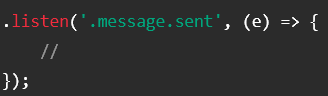 .listen('.message.sent', (e) => {
    //
});